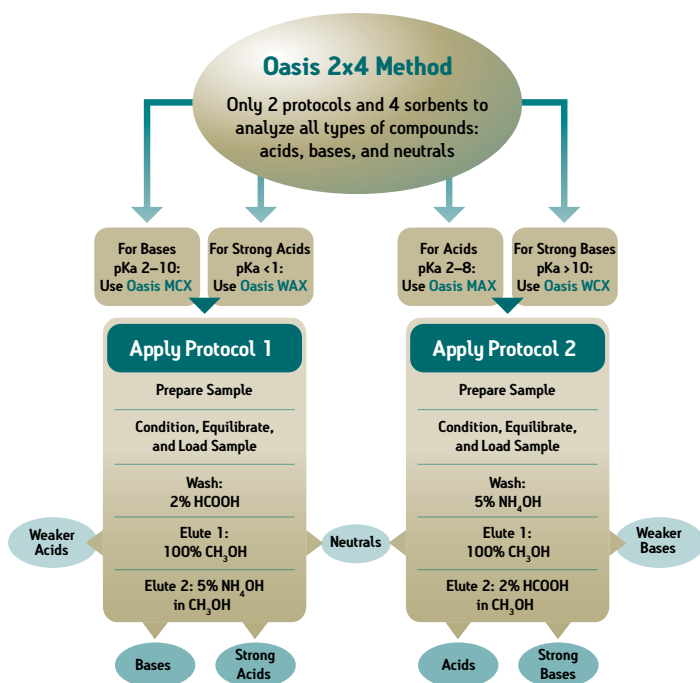 Oasis 2x4 Method
Only 2 protocols and 4 sorbents to
analyze all types of compounds:
acids, bases, and neutrals
For Bases
pKa 2–10:
Use Oasis MCX
For Strong Acids
pKa <1:
Use Oasis WAX
For Acids
pKa 2–8:
Use Oasis MAX
For Strong Bases
pKa >10:
Use Oasis WCX
Apply Protocol 1
Prepare Sample
Condition, Equilibrate,
and Load Sample
Wash:
2% HCOOH
Elute 1:
100% CH₃OH
Elute 2: 5% NH₄OH
in CH₃OH
Weaker
Acids
Neutrals
Bases
Strong
Acids
Apply Protocol 2
Prepare Sample
Condition, Equilibrate,
and Load Sample
Wash:
5% NH₄OH
Elute 1:
100% CH₃OH
Elute 2: 2% HCOOH
in CH₃OH
Weaker
Bases
Acids
Strong
Bases